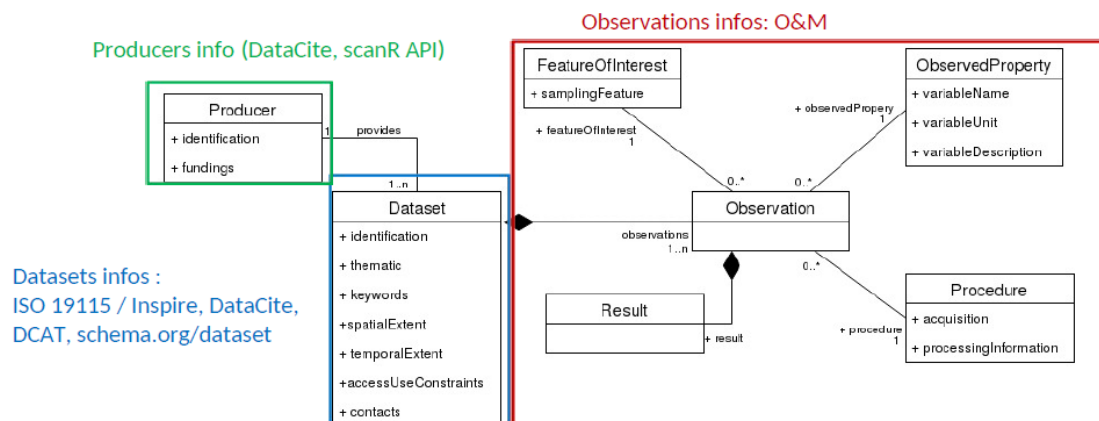 Observations infos: O&M
Producers info (DataCite, scanR API)
Producer
+ identification
+ fundings
1
provides
1..n
Dataset
+ identification
+ thematic
+ keywords
+spatialExtent
+ temporalExtent
+accessUseConstraints
+ contacts
Datasets infos :
ISO 19115 / Inspire, DataCite,
DCAT, schema.org/dataset
FeatureOfInterest
+ samplingFeature
+ featureOfInterest
1
0..*
ObservedProperty
+ variableName
+ variableUnit
+ variableDescription
+ observedPropery
1
0..*
Observation
observations
1..n
0..*
Result
+ result
Procedure
+ acquisition
+ processingInformation
+ procedure
1